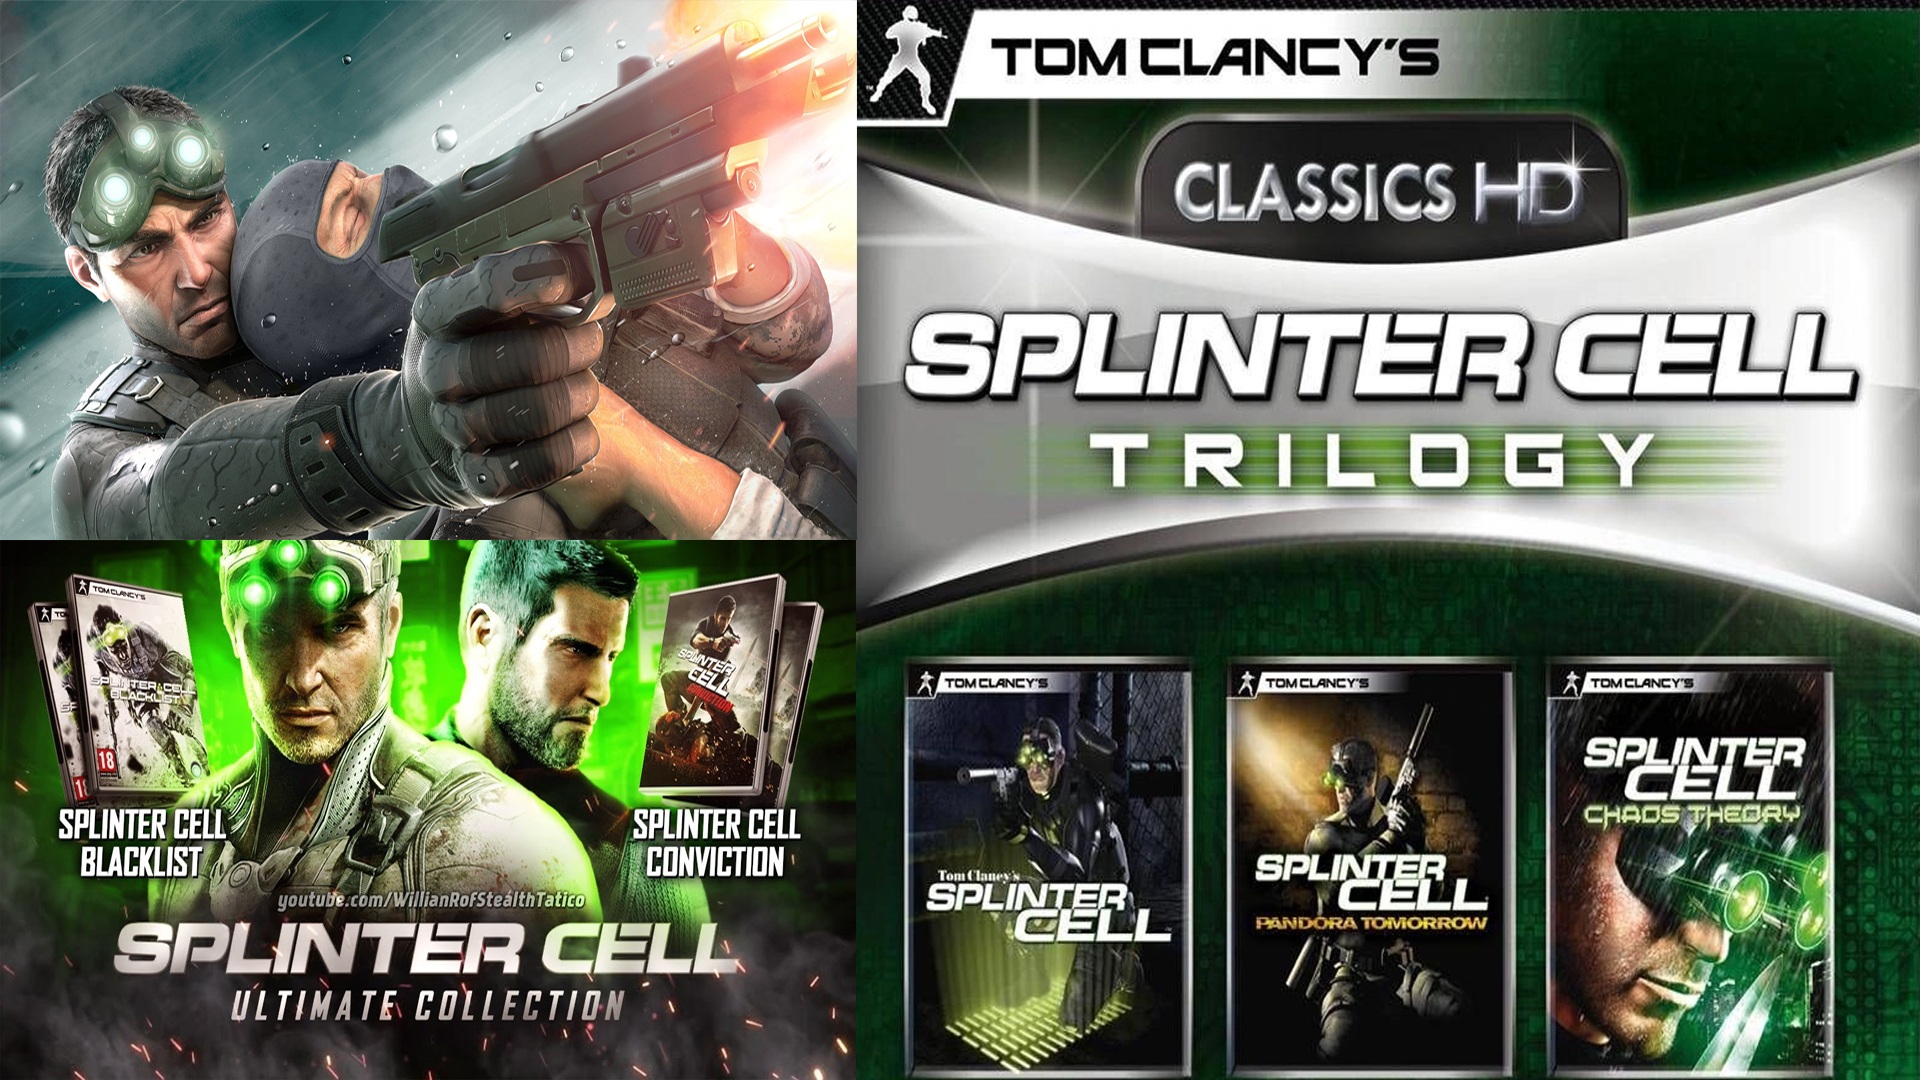 TOM CLANCY'S
CLASSICS HD
SPLINTER CELL
TRILOGY
TOM CLANCY'S
Tom Clancy's
SPLINTER
CELL
TOM CLANCY'S
SPLINTER
CELL
PANDORA TOMORROW
TOM CLANCY'S
SPLINTER
CELL
CHAOS THEORY
TOM CLANCY'S
SPLINTER CELL
BLACKLIST
18
SPLINTER CELL
BLACKLIST
SPLINTER
CELL
CONVICTION
SPLINTER CELL
CONVICTION
youtube.com/WillianRofStealthTatico
SPLINTER CELL
ULTIMATE COLLECTION